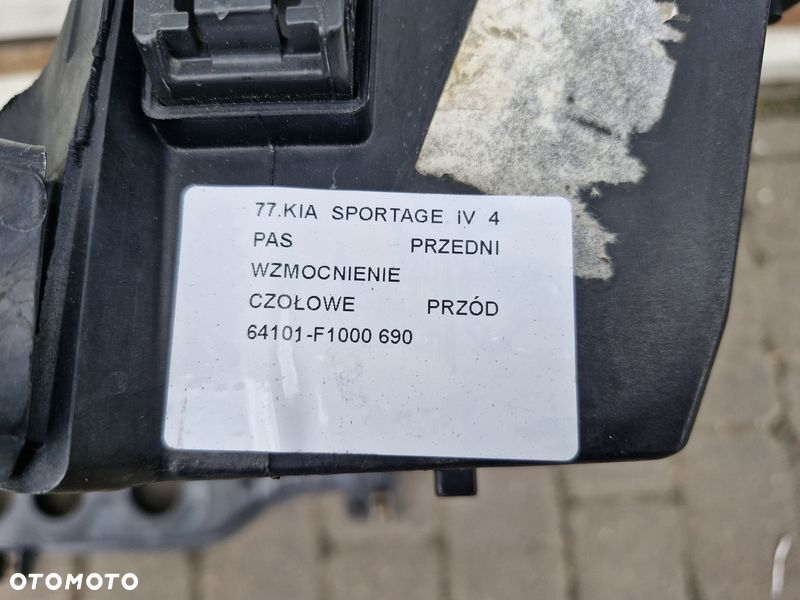 77.KIA SPORTAGE IV 4
PAS PRZEDNI
WZMOCNIENIE
CZOŁOWE PRZÓD
64101-F1000 690
OTOMOTO